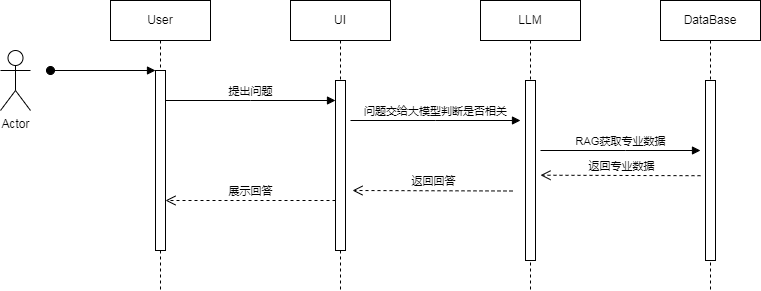 User
UI
LLM
DataBase
Actor
提出问题
问题交给大模型判断是否相关
RAG获取专业数据
返回专业数据
返回回答
展示回答